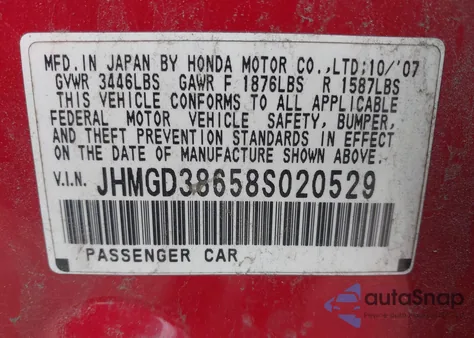 MFD. IN JAPAN BY HONDA MOTOR CO.,LTD;10/'07
GVWR 3446LBS GAWR F 1876LBS R 1587LBS
THIS VEHICLE CONFORMS TO ALL APPLICABLE
FEDERAL MOTOR VEHICLE SAFETY, BUMPER,
AND THEFT PREVENTION STANDARDS IN EFFECT
ON THE DATE OF MANUFACTURE SHOWN ABOVE.
V.I.N. JHMGD38658S020529
PASSENGER CAR
autoSnap